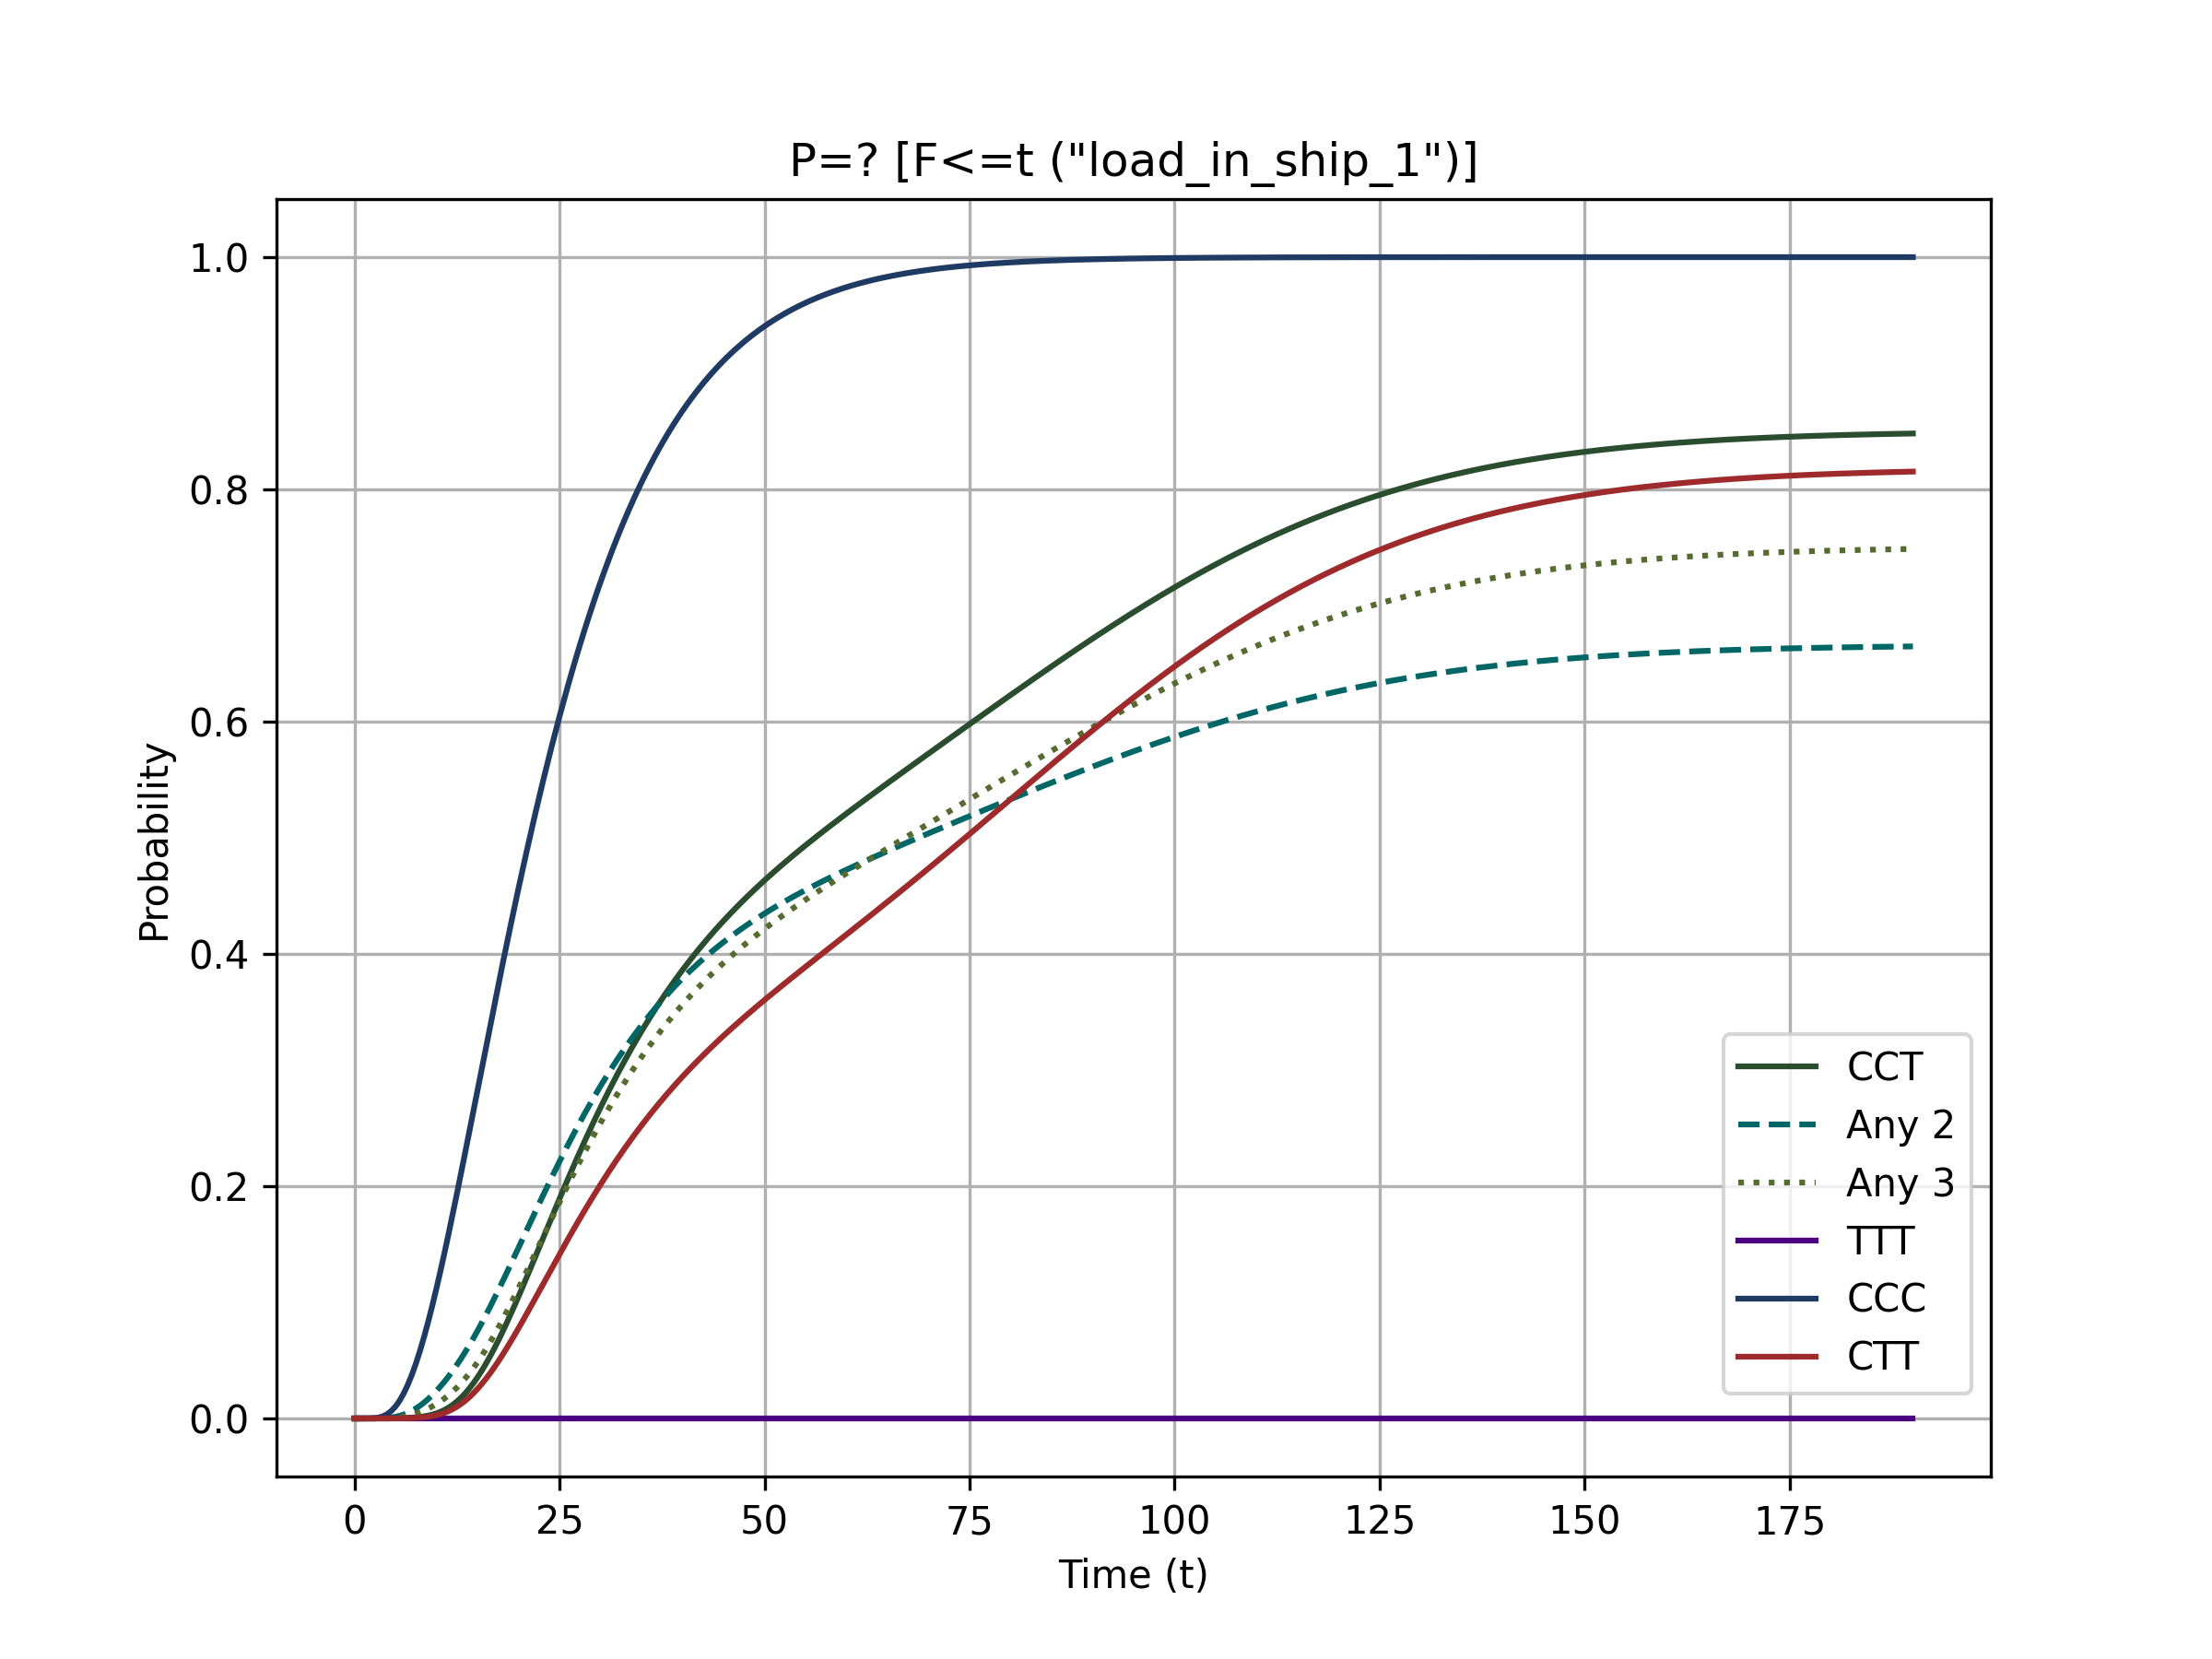 P=? [F<=t ("load_in_ship_1")]
1.0
0.8
0.6
0.4
0.2
0.0
Probability
0 25 50 75 100 125 150 175
Time (t)
CCT
Any 2
Any 3
TTT
CCC
CTT